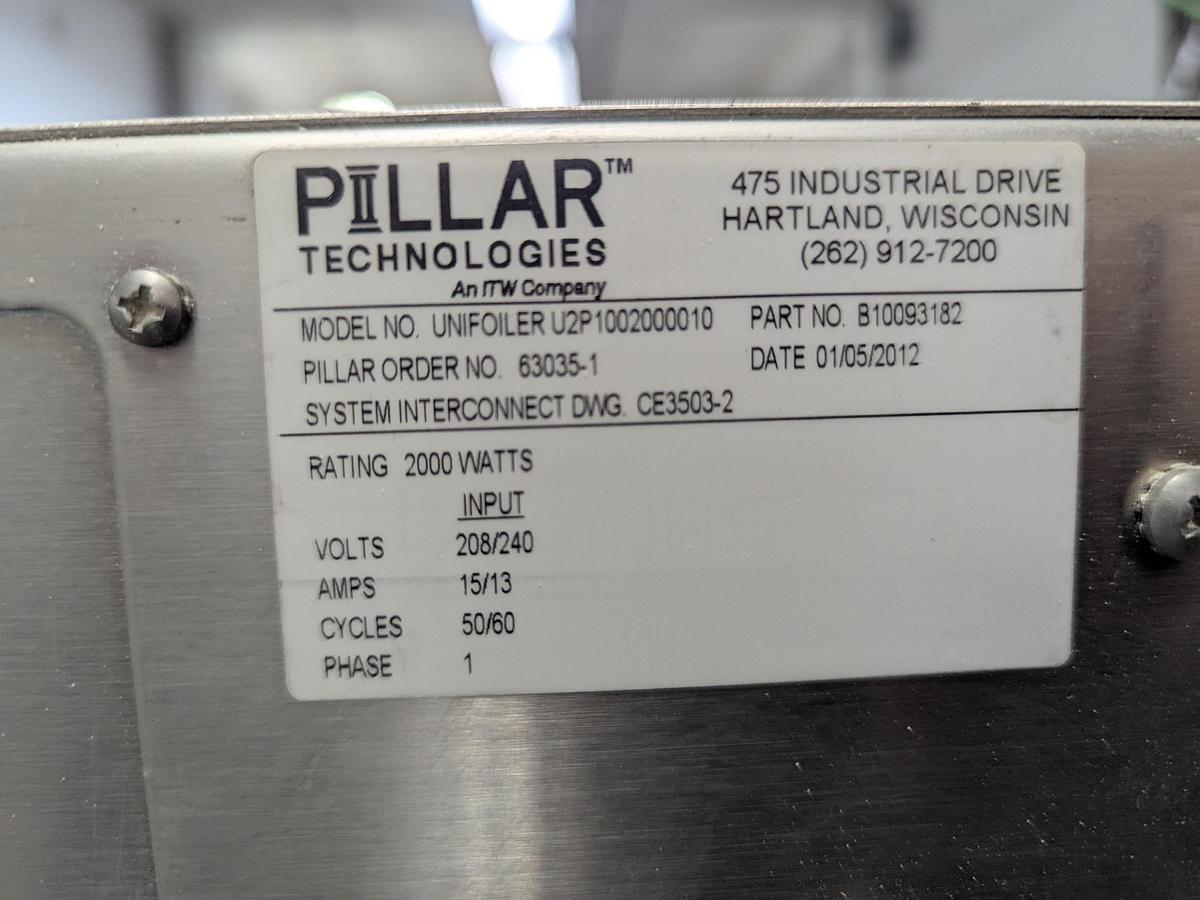 PILLAR™
TECHNOLOGIES
An ITW Company
475 INDUSTRIAL DRIVE
HARTLAND, WISCONSIN
(262) 912-7200
MODEL NO. UNIFOILER U2P1002000010 PART NO. B10093182
PILLAR ORDER NO. 63035-1 DATE 01/05/2012
SYSTEM INTERCONNECT DWG. CE3503-2
RATING 2000 WATTS
INPUT
VOLTS 208/240
AMPS 15/13
CYCLES 50/60
PHASE 1